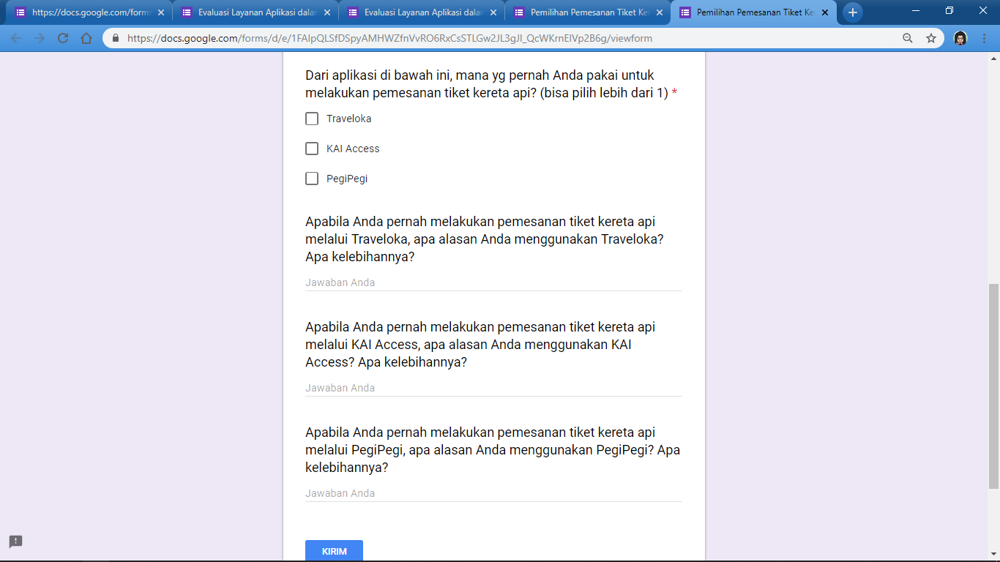 https://docs.google.com/forms
Evaluasi Layanan Aplikasi dalam
Evaluasi Layanan Aplikasi dalam
Pemilihan Pemesanan Tiket Ke
Pemilihan Pemesanan Tiket Ke
https://docs.google.com/forms/d/e/1FAIpQLSfDSpyAMHWZfnVvRO6RxCsSTLGw2JL3gJI_QcWKrnEIVp2B6g/viewform
Dari aplikasi di bawah ini, mana yg pernah Anda pakai untuk
melakukan pemesanan tiket kereta api? (bisa pilih lebih dari 1) *
Traveloka
KAI Access
PegiPegi
Apabila Anda pernah melakukan pemesanan tiket kereta api
melalui Traveloka, apa alasan Anda menggunakan Traveloka?
Apa kelebihannya?
Jawaban Anda
Apabila Anda pernah melakukan pemesanan tiket kereta api
melalui KAI Access, apa alasan Anda menggunakan KAI
Access? Apa kelebihannya?
Jawaban Anda
Apabila Anda pernah melakukan pemesanan tiket kereta api
melalui PegiPegi, apa alasan Anda menggunakan PegiPegi? Apa
kelebihannya?
Jawaban Anda
KIRIM